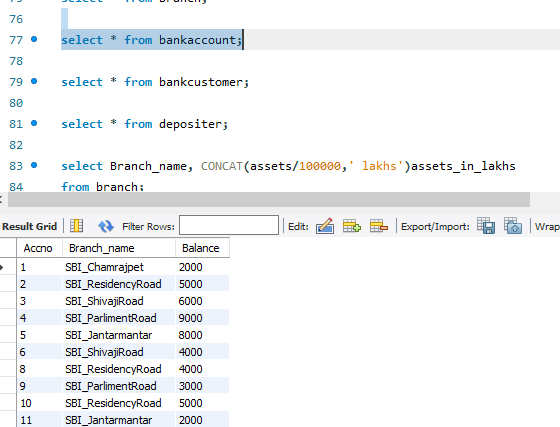 75 select * from branch;
76
77 select * from bankaccount;
78
79 select * from bankcustomer;
80
81 select * from depositer;
82
83 select Branch_name, CONCAT(assets/100000,' lakhs')assets_in_lakhs
84 from branch;
Result Grid Filter Rows: Edit: Export/Import: Wrap
Accno Branch_name Balance
1 SBI_Chamrajpet 2000
2 SBI_ResidencyRoad 5000
3 SBI_ShivajiRoad 6000
4 SBI_ParlimentRoad 9000
5 SBI_Jantarmantar 8000
6 SBI_ShivajiRoad 4000
8 SBI_ResidencyRoad 4000
9 SBI_ParlimentRoad 3000
10 SBI_ResidencyRoad 5000
11 SBI_Jantarmantar 2000